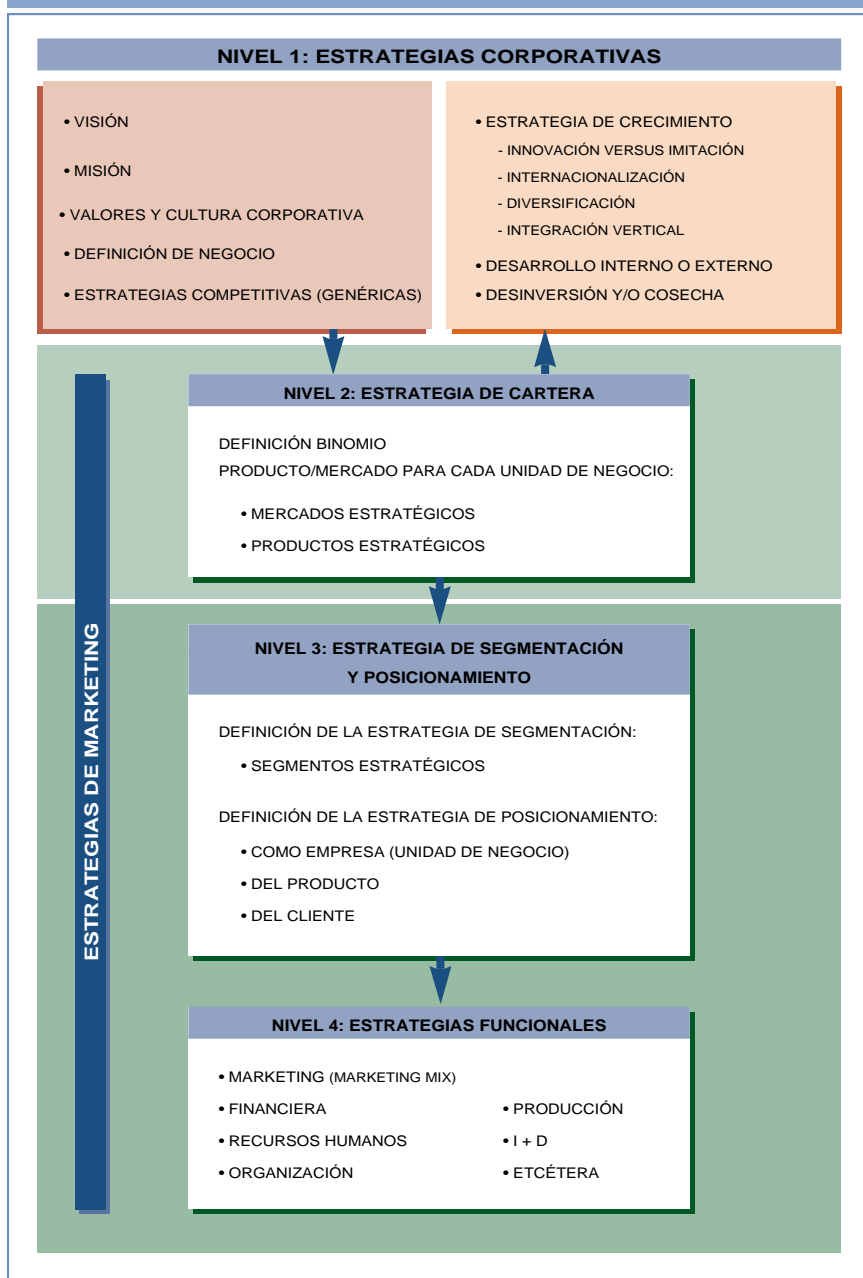 NIVEL 1: ESTRATEGIAS CORPORATIVAS
• VISIÓN
• MISIÓN
• VALORES Y CULTURA CORPORATIVA
• DEFINICIÓN DE NEGOCIO
• ESTRATEGIAS COMPETITIVAS (GENÉRICAS)
• ESTRATEGIA DE CRECIMIENTO
- INNOVACIÓN VERSUS IMITACIÓN
- INTERNACIONALIZACIÓN
- DIVERSIFICACIÓN
- INTEGRACIÓN VERTICAL
• DESARROLLO INTERNO O EXTERNO
• DESINVERSIÓN Y/O COSECHA
ESTRATEGIAS DE MARKETING
NIVEL 2: ESTRATEGIA DE CARTERA
DEFINICIÓN BINOMIO
PRODUCTO/MERCADO PARA CADA UNIDAD DE NEGOCIO:
• MERCADOS ESTRATÉGICOS
• PRODUCTOS ESTRATÉGICOS
NIVEL 3: ESTRATEGIA DE SEGMENTACIÓN
Y POSICIONAMIENTO
DEFINICIÓN DE LA ESTRATEGIA DE SEGMENTACIÓN:
• SEGMENTOS ESTRATÉGICOS
DEFINICIÓN DE LA ESTRATEGIA DE POSICIONAMIENTO:
• COMO EMPRESA (UNIDAD DE NEGOCIO)
• DEL PRODUCTO
• DEL CLIENTE
NIVEL 4: ESTRATEGIAS FUNCIONALES
• MARKETING (MARKETING MIX)
• FINANCIERA
• RECURSOS HUMANOS
• ORGANIZACIÓN
• PRODUCCIÓN
• I + D
• ETCÉTERA